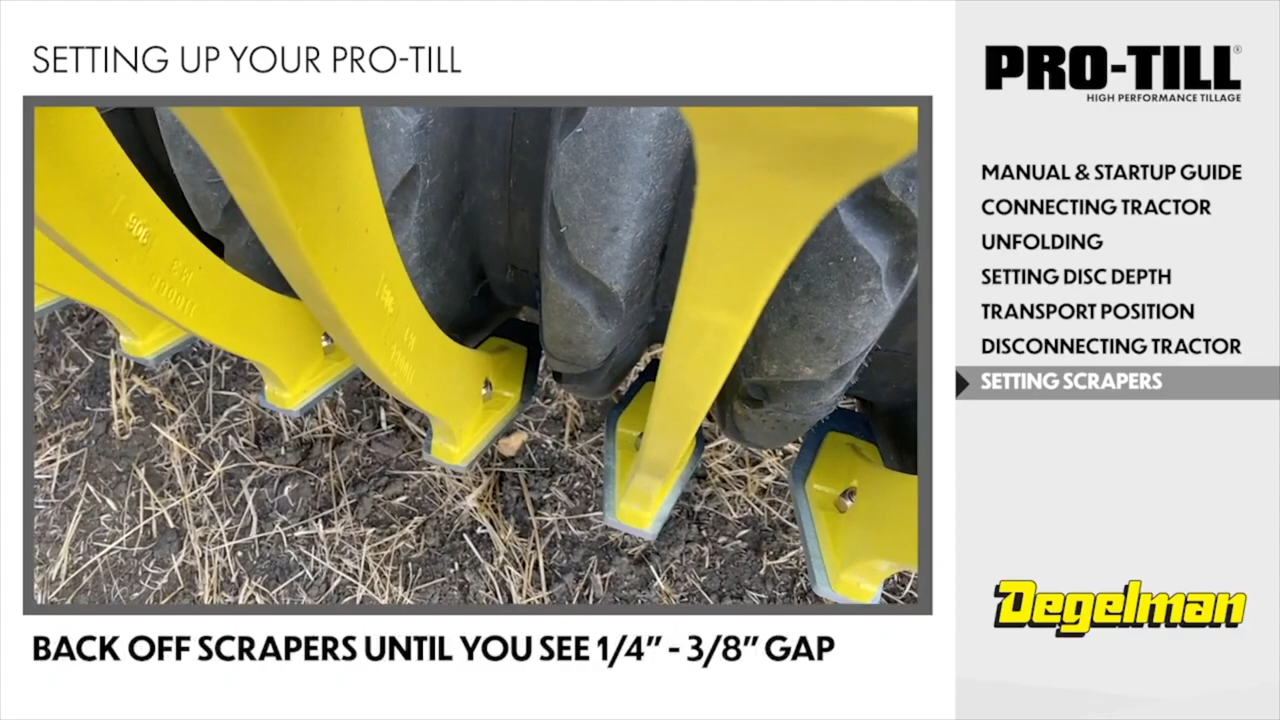 SETTING UP YOUR PRO-TILL
PRO-TILL®
HIGH PERFORMANCE TILLAGE
MANUAL & STARTUP GUIDE
CONNECTING TRACTOR
UNFOLDING
SETTING DISC DEPTH
TRANSPORT POSITION
DISCONNECTING TRACTOR
SETTING SCRAPERS
Degelman
BACK OFF SCRAPERS UNTIL YOU SEE 1/4” - 3/8” GAP